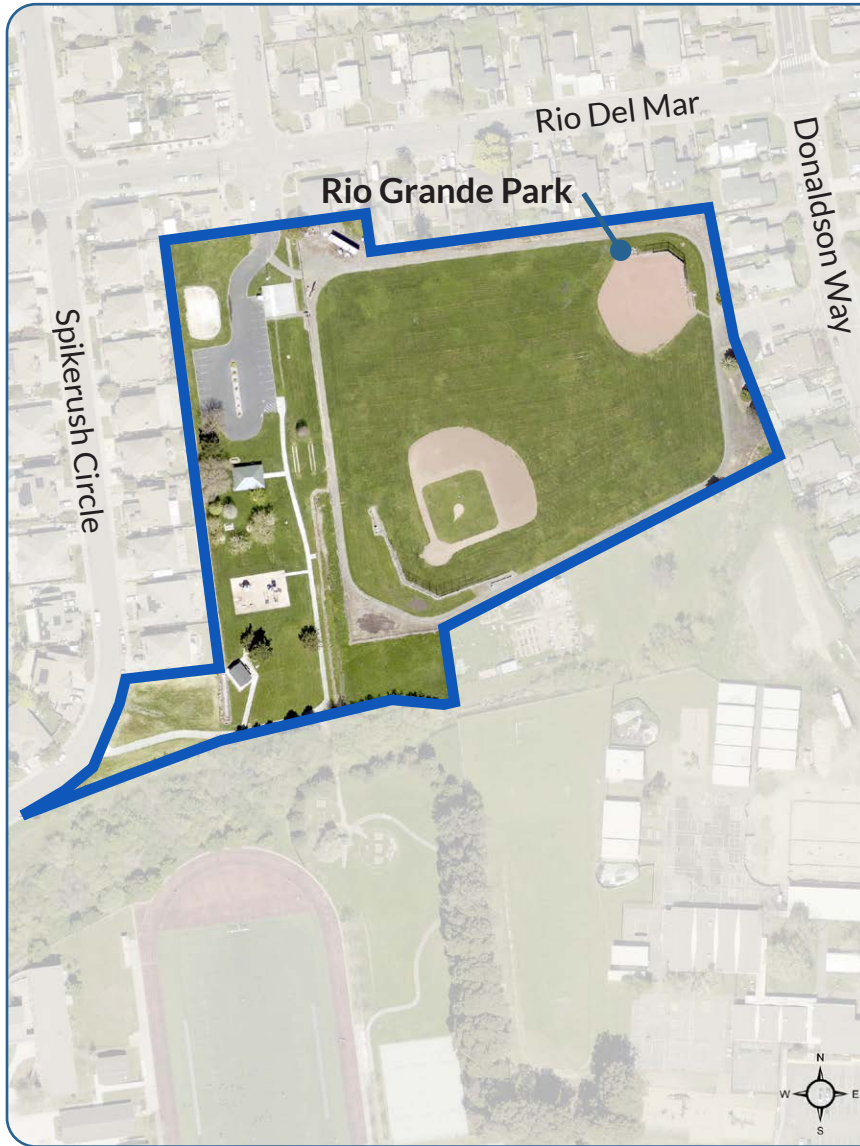 Rio Del Mar
Donaldson Way
Rio Grande Park
Spikerush Circle
N
W E
S